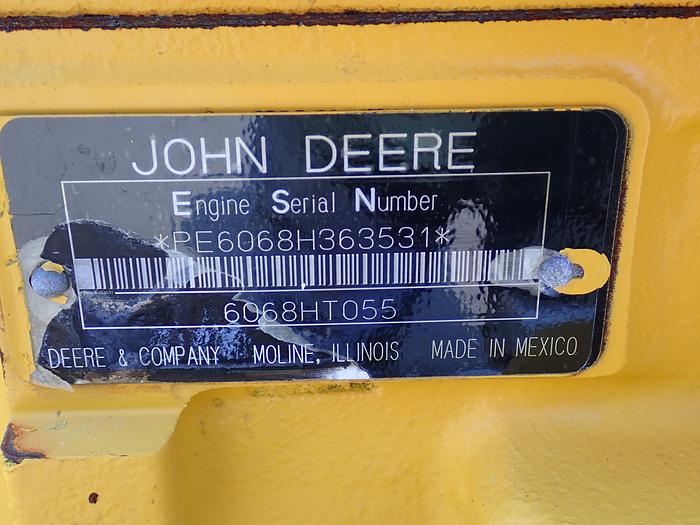 JOHN DEERE
Engine Serial Number
*PE6068H363531*
6068HT055
DEERE & COMPANY MOLINE, ILLINOIS MADE IN MEXICO